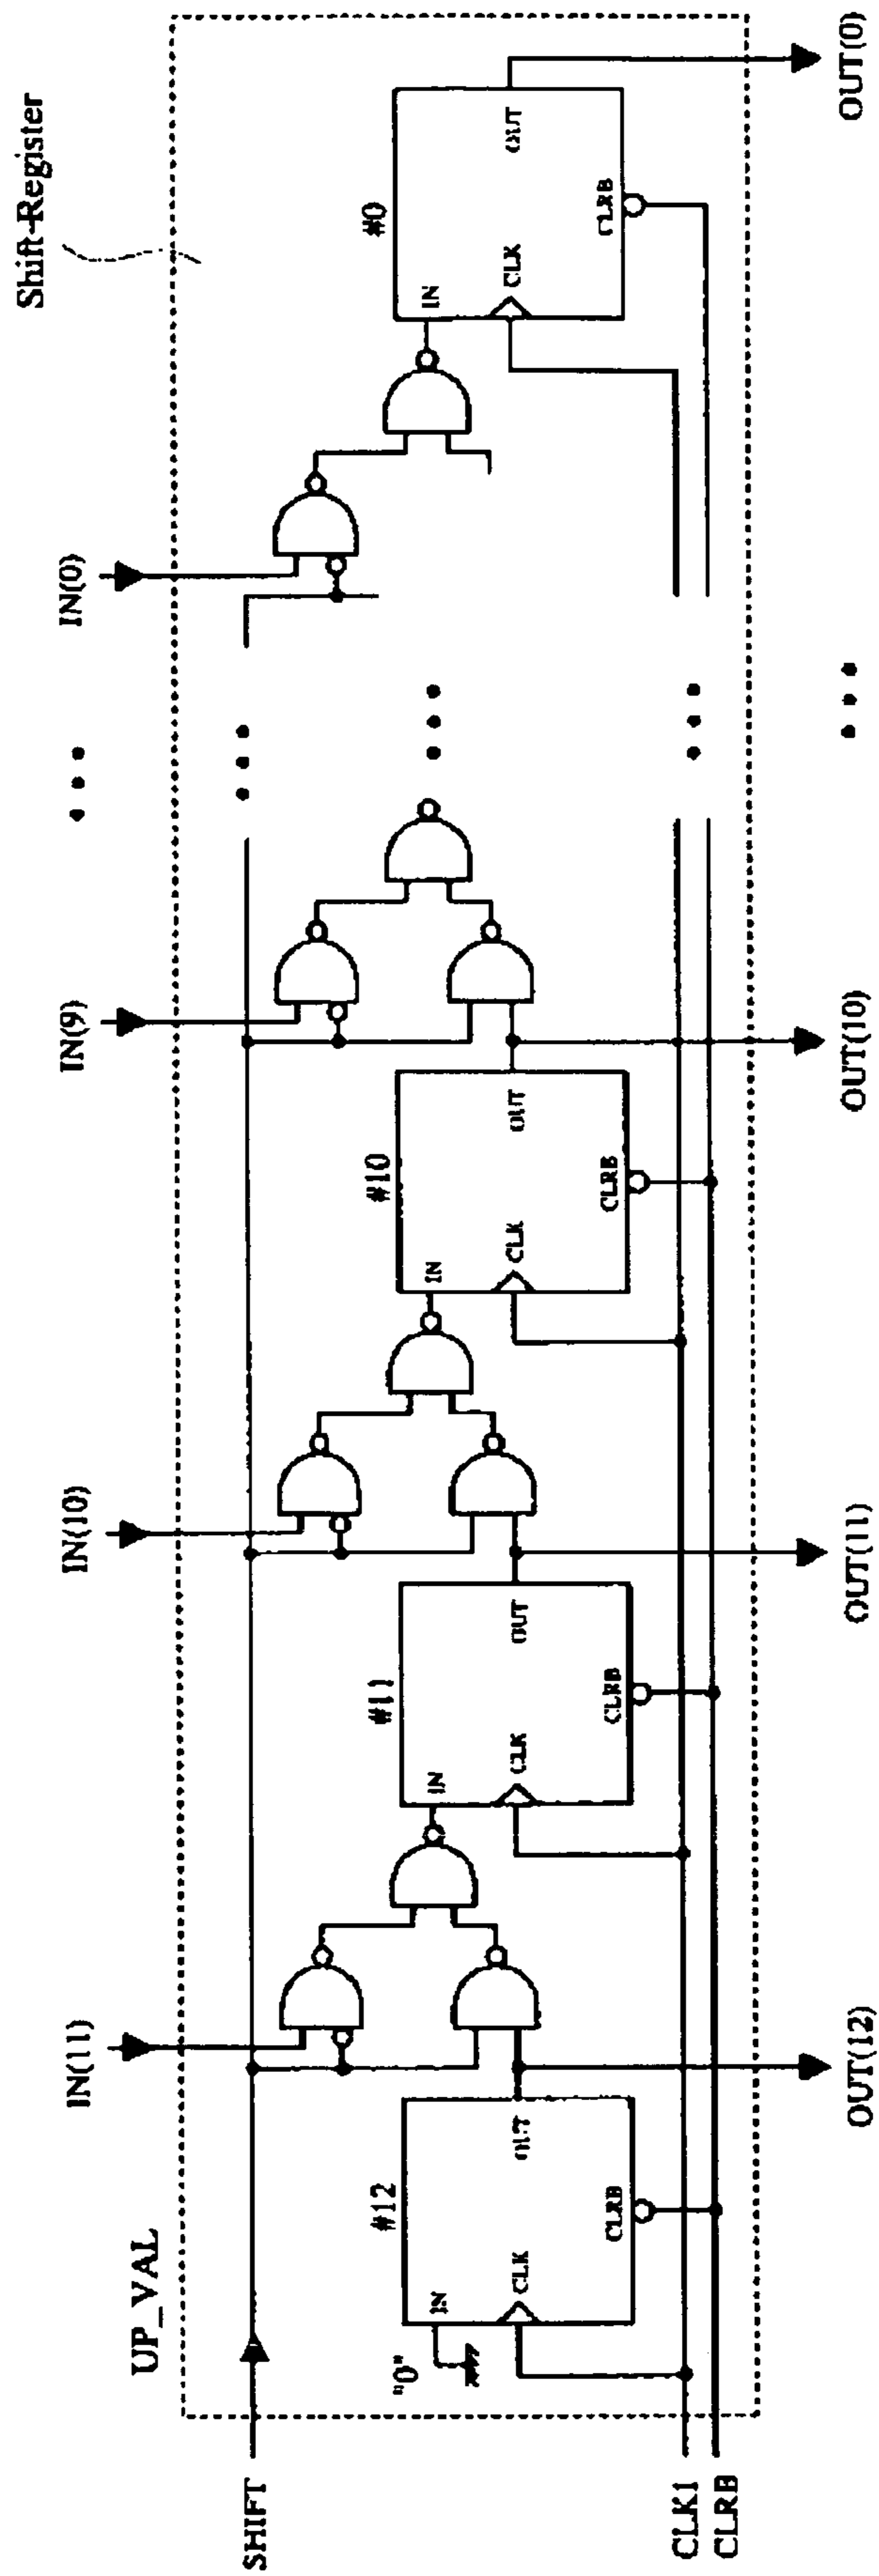 Shift-Register
UP_VAL
IN(11)
IN(10)
IN(9)
• • •
IN(0)
SHIFT
• • •
#12
IN
"0"
CLK
OUT
CLRB
#11
IN
CLK
OUT
CLRB
#10
IN
CLK
OUT
CLRB
• • •
#0
IN
CLK
OUT
CLRB
CLK1
CLRB
• • •
OUT(12)
OUT(11)
OUT(10)
• • •
OUT(0)